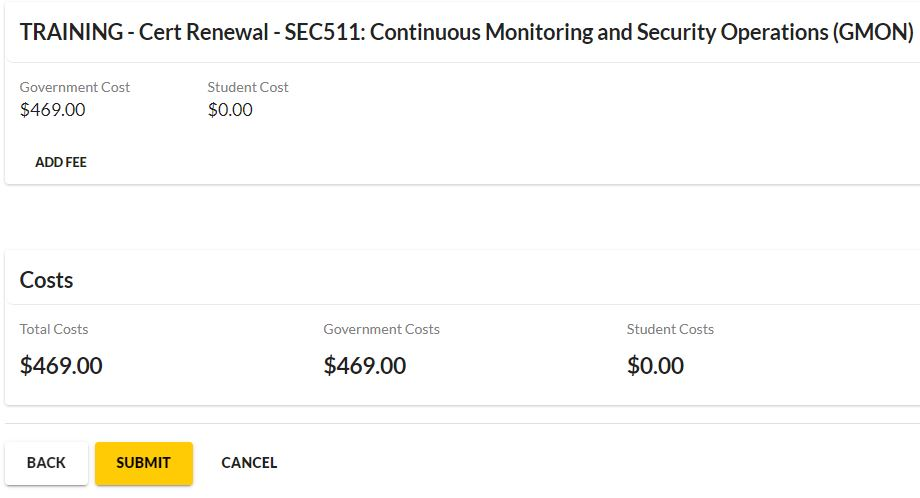 TRAINING - Cert Renewal - SEC511: Continuous Monitoring and Security Operations (GMON)
Government Cost Student Cost
$469.00 $0.00
ADD FEE
Costs
Total Costs Government Costs Student Costs
$469.00 $469.00 $0.00
BACK SUBMIT CANCEL